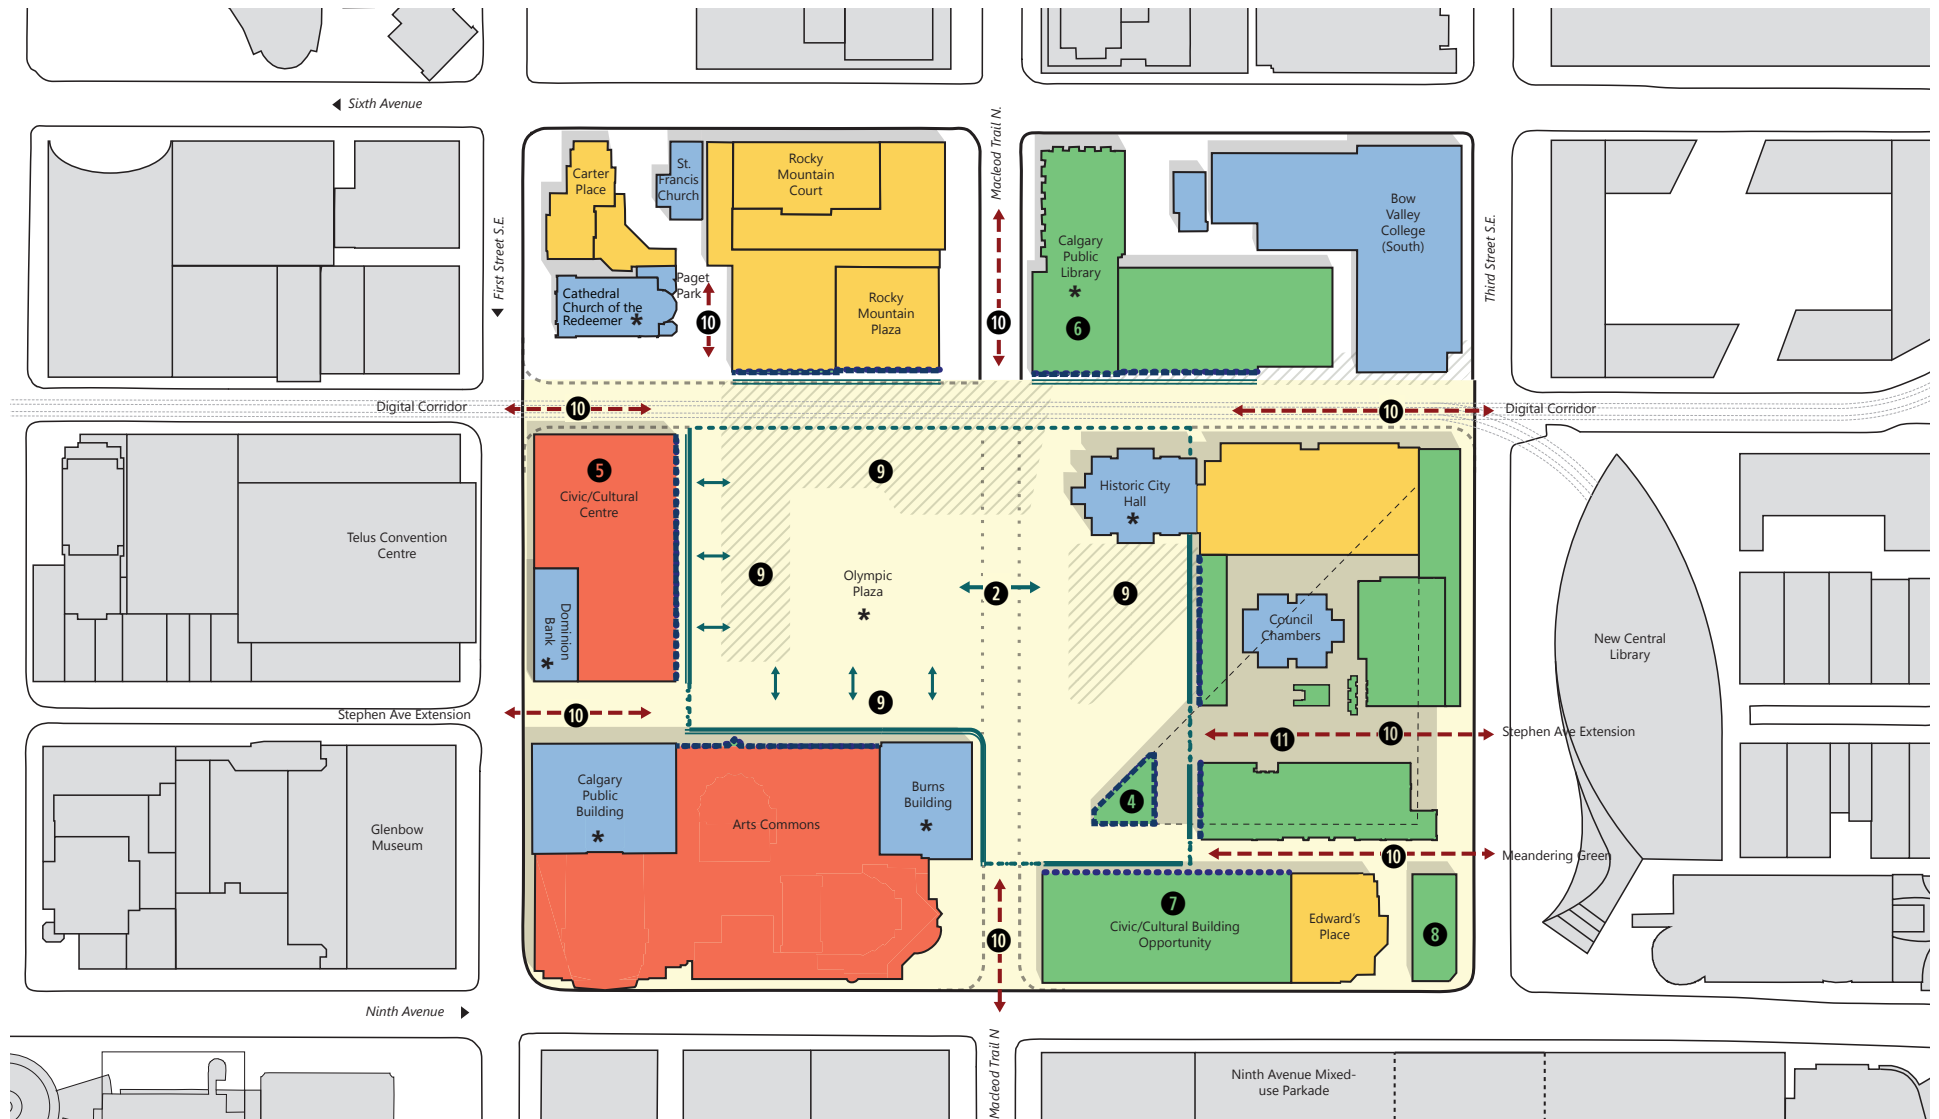 Sixth Avenue
First Street S.E.
Macleod Trail N.
Third Street S.E.
Carter
Place
St.
Francis
Church
Rocky
Mountain
Court
Paget
Park
Cathedral
Church of the
Redeemer *
10
Rocky
Mountain
Plaza
10
Calgary
Public
Library
*
6
Bow
Valley
College
(South)
Digital Corridor
10
10
Digital Corridor
5
Civic/Cultural
Centre
9
Historic City
Hall
*
Telus Convention
Centre
Dominion
Bank
*
9
Olympic
Plaza
*
2
9
Council
Chambers
New Central
Library
9
Stephen Ave Extension
10
11
10
Stephen Ave Extension
Calgary
Public
Building
*
Arts Commons
Burns
Building
*
4
Glenbow
Museum
10
Meandering Green
7
Civic/Cultural Building
Opportunity
Edward's
Place
8
10
Ninth Avenue
Macleod Trail N
Ninth Avenue Mixed-
use Parkade